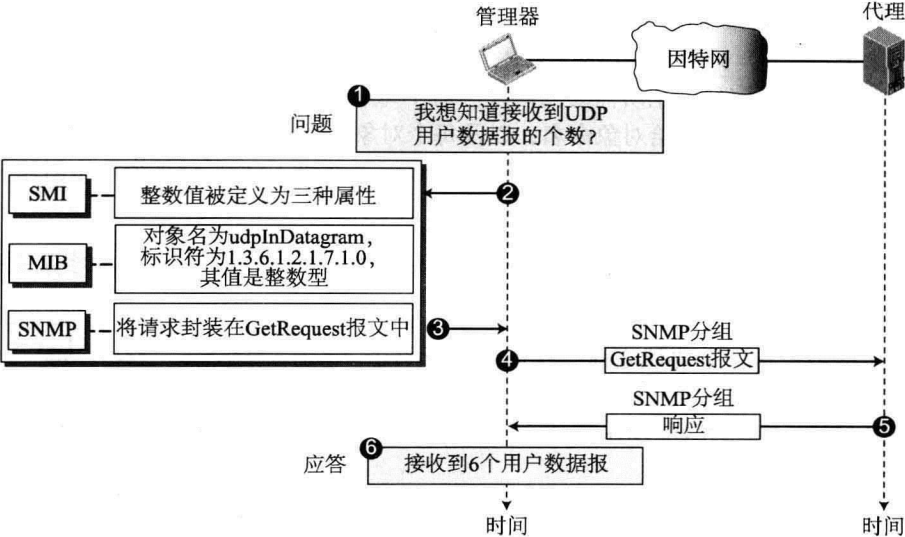 管理器
代理
因特网
1
问题
我想知道接收到UDP
用户数据报的个数?
SMI
整数值被定义为三种属性
2
MIB
对象名为udpInDatagram,
标识符为1.3.6.1.2.1.7.1.0,
其值是整数型
SNMP
将请求封装在GetRequest报文中
3
SNMP分组
4
GetRequest报文
SNMP分组
响应
5
6
应答
接收到6个用户数据报
时间
时间